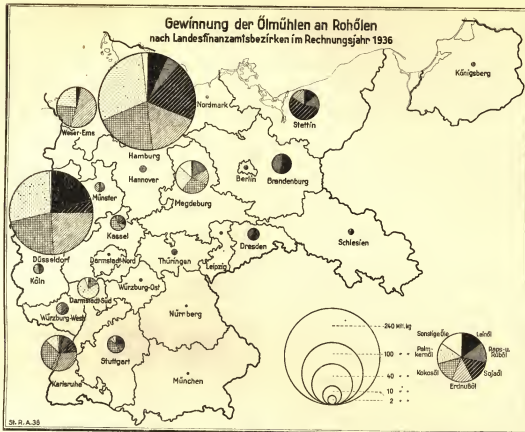 Gewinnung der Ölmühlen an Rohölen
nach Landesfinanzamtsbezirken im Rechnungsjahr 1936
Königsberg
Nordmark
Stettin
Weser-Ems
Hamburg
Hannover
Berlin
Brandenburg
Münster
Magdeburg
Düsseldorf
Kassel
Dresden
Schlesien
Köln
Darmstadt-Nord
Thüringen
Leipzig
Darmstadt-Süd
Würzburg-Ost
Würzburg-West
Nürnberg
Karlsruhe
Stuttgart
München
240 Mill. kg
100 " "
40 " "
10 " "
2 " "
Sonstige Öle
Leinöl
Palm-
kernöl
Raps-u.
Rüböl
Kokosöl
Sojaöl
Erdnußöl
St. R. A. 38